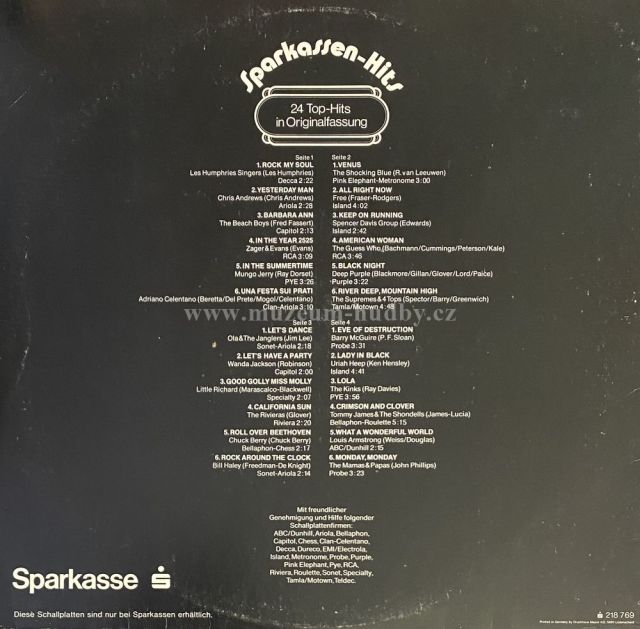 Sparkassen-Hits
24 Top-Hits
in Originalfassung
Seite 1
1. ROCK MY SOUL
Les Humphries Singers (Les Humphries)
Decca 2:22
2. YESTERDAY MAN
Chris Andrews (Chris Andrews)
Ariola 2:28
3. BARBARA ANN
The Beach Boys (Fred Fassert)
Capitol 2:13
4. IN THE YEAR 2525
Zager & Evans (Evans)
RCA 3:09
5. IN THE SUMMERTIME
Mungo Jerry (Ray Dorset)
PYE 3:26
6. UNA FESTA SUI PRATI
Adriano Celentano (Beretta/Del Prete/Mogol/Celentano)
Clan-Ariola 3:10
Seite 2
1. VENUS
The Shocking Blue (R. van Leeuwen)
Pink Elephant-Metronome 3:00
2. ALL RIGHT NOW
Free (Fraser-Rodgers)
Island 4:02
3. KEEP ON RUNNING
Spencer Davis Group (Edwards)
Island 2:42
4. AMERICAN WOMAN
The Guess Who (Bachmann/Cummings/Peterson/Kale)
RCA 3:46
5. BLACK NIGHT
Deep Purple (Blackmore/Gillan/Glover/Lord/Paice)
Purple 3:22
6. RIVER DEEP, MOUNTAIN HIGH
The Supremes & 4 Tops (Spector/Barry/Greenwich)
Tamla/Motown 4:48
www.muzeum-hudby.cz
Seite 3
1. LET'S DANCE
Ola & The Janglers (Jim Lee)
Sonet-Ariola 2:18
2. LET'S HAVE A PARTY
Wanda Jackson (Robinson)
Capitol 2:00
3. GOOD GOLLY MISS MOLLY
Little Richard (Marascalco-Blackwell)
Specialty 2:07
4. CALIFORNIA SUN
The Rivieras (Glover)
Riviera 2:20
5. ROLL OVER BEETHOVEN
Chuck Berry (Chuck Berry)
Bellaphon-Chess 2:17
6. ROCK AROUND THE CLOCK
Bill Haley (Freedman-De Knight)
Sonet-Ariola 2:14
Seite 4
1. EVE OF DESTRUCTION
Barry McGuire (P. F. Sloan)
Probe 3:31
2. LADY IN BLACK
Uriah Heep (Ken Hensley)
Island 4:41
3. LOLA
The Kinks (Ray Davies)
PYE 3:56
4. CRIMSON AND CLOVER
Tommy James & The Shondells (James-Lucia)
Bellaphon-Roulette 5:15
5. WHAT A WONDERFUL WORLD
Louis Armstrong (Weiss/Douglas)
ABC/Dunhill 2:15
6. MONDAY, MONDAY
The Mamas & Papas (John Phillips)
Probe 3:23
Mit freundlicher
Genehmigung und Hilfe folgender
Schallplattenfirmen:
ABC/Dunhill, Ariola, Bellaphon,
Capitol, Chess, Clan-Celentano,
Decca, Dureco, EMI/Electrola,
Island, Metronome, Probe, Purple,
Pink Elephant, Pye, RCA,
Riviera, Roulette, Sonet, Specialty,
Tamla/Motown, Teldec.
Sparkasse
Diese Schallplatten sind nur bei Sparkassen erhältlich.
218 769
Printed in Germany by